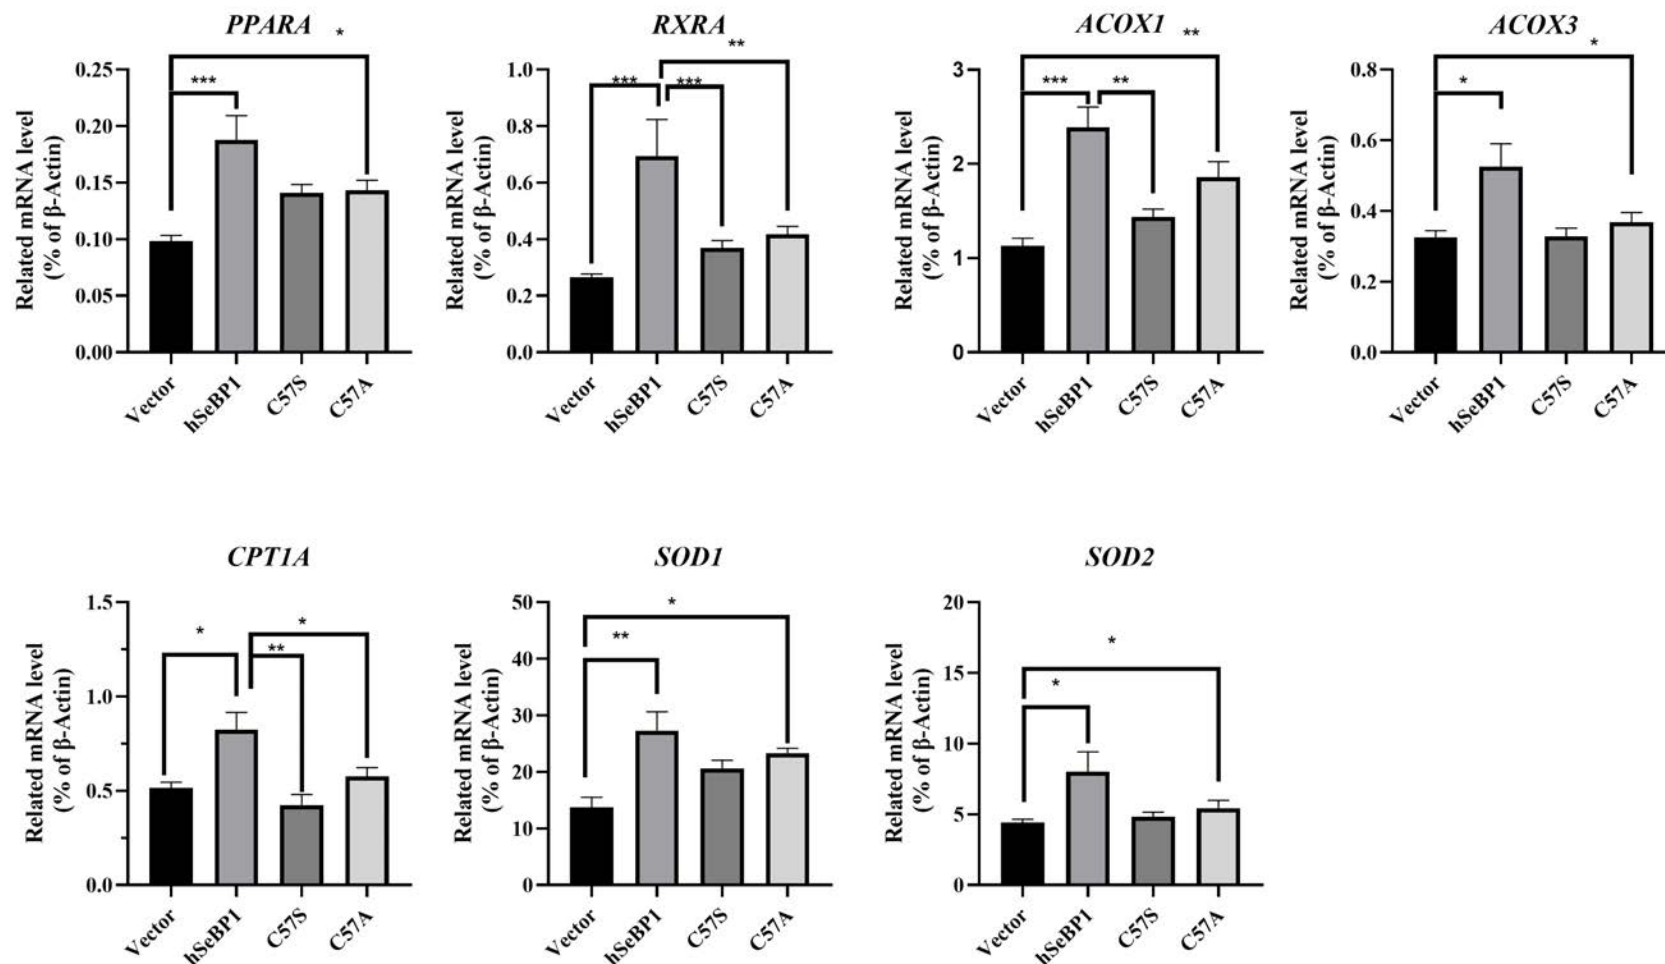 PPARA
*
***
Related mRNA level
(% of β-Actin)
0.25
0.20
0.15
0.10
0.05
0.00
Vector
hSeBP1
C57S
C57A
RXRA
**
***
***
Related mRNA level
(% of β-Actin)
1.0
0.8
0.6
0.4
0.2
0.0
Vector
hSeBP1
C57S
C57A
ACOX1
**
***
**
Related mRNA level
(% of β-Actin)
3
2
1
0
Vector
hSeBP1
C57S
C57A
ACOX3
*
*
Related mRNA level
(% of β-Actin)
0.8
0.6
0.4
0.2
0.0
Vector
hSeBP1
C57S
C57A
CPT1A
*
*
**
Related mRNA level
(% of β-Actin)
1.5
1.0
0.5
0.0
Vector
hSeBP1
C57S
C57A
SOD1
*
**
Related mRNA level
(% of β-Actin)
50
40
30
20
10
0
Vector
hSeBP1
C57S
C57A
SOD2
*
*
Related mRNA level
(% of β-Actin)
20
15
10
5
0
Vector
hSeBP1
C57S
C57A